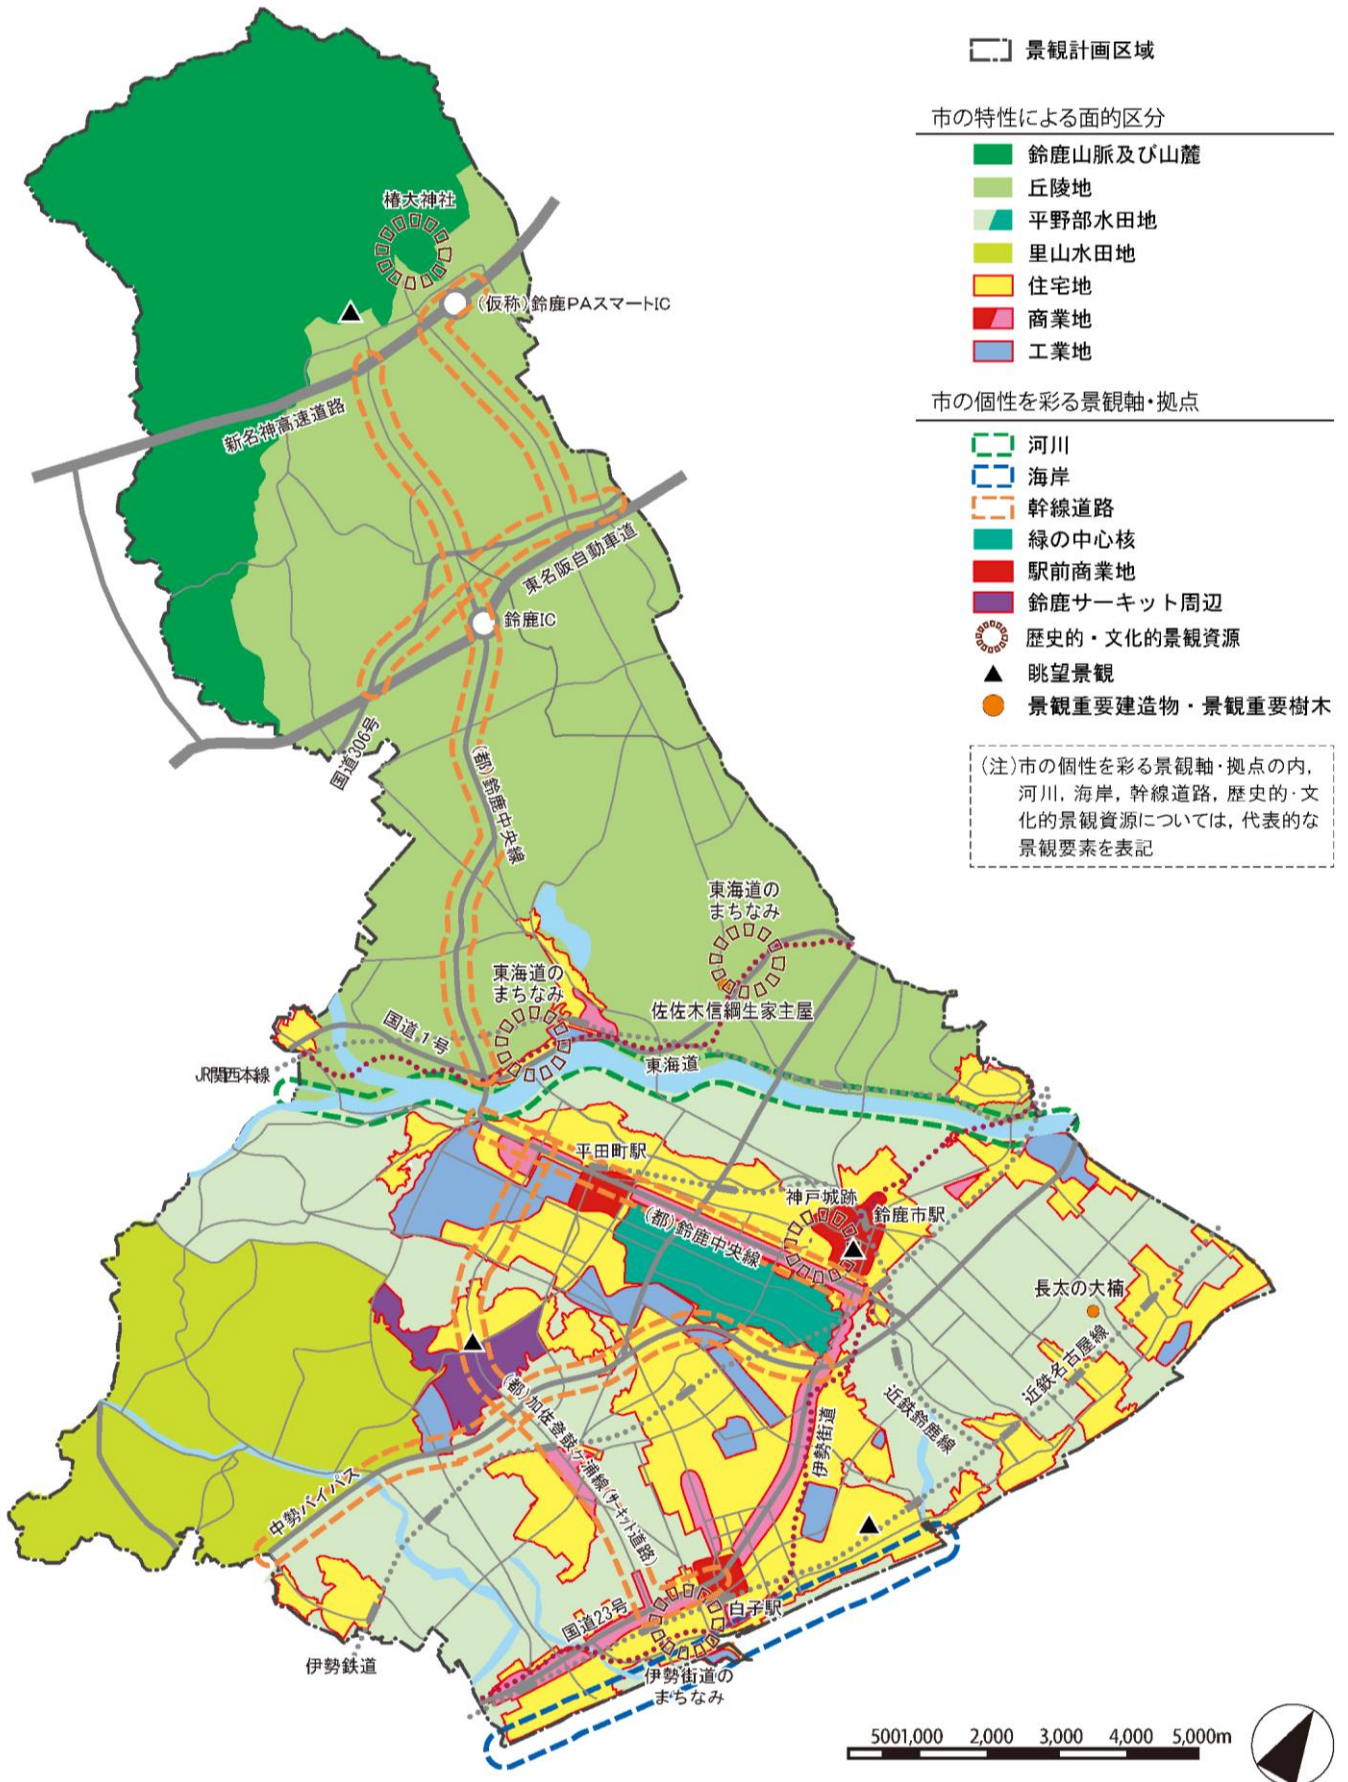 景観計画区域
市の特性による面的区分
鈴鹿山脈及び山麓
丘陵地
平野部水田地
里山水田地
住宅地
商業地
工業地
市の個性を彩る景観軸・拠点
河川
海岸
幹線道路
緑の中心核
駅前商業地
鈴鹿サーキット周辺
歴史的・文化的景観資源
眺望景観
景観重要建造物・景観重要樹木
(注)市の個性を彩る景観軸・拠点の内,
河川, 海岸, 幹線道路, 歴史的・文
化的景観資源については, 代表的な
景観要素を表記
椿大神社
(仮称)鈴鹿PAスマートIC
新名神高速道路
東名阪自動車道
鈴鹿IC
国道306号
(都)鈴鹿中央線
東海道の
まちなみ
佐佐木信綱生家主屋
東海道の
まちなみ
国道1号
JR関西本線
東海道
平田町駅
神戸城跡
鈴鹿市駅
(都)鈴鹿中央線
長太の大楠
近鉄名古屋線
近鉄鈴鹿線
伊勢街道
(都)加佐登鼓ヶ浦線(サーキット道路)
中勢バイパス
国道23号
白子駅
伊勢鉄道
伊勢街道の
まちなみ
5001,000 2,000 3,000 4,000 5,000m